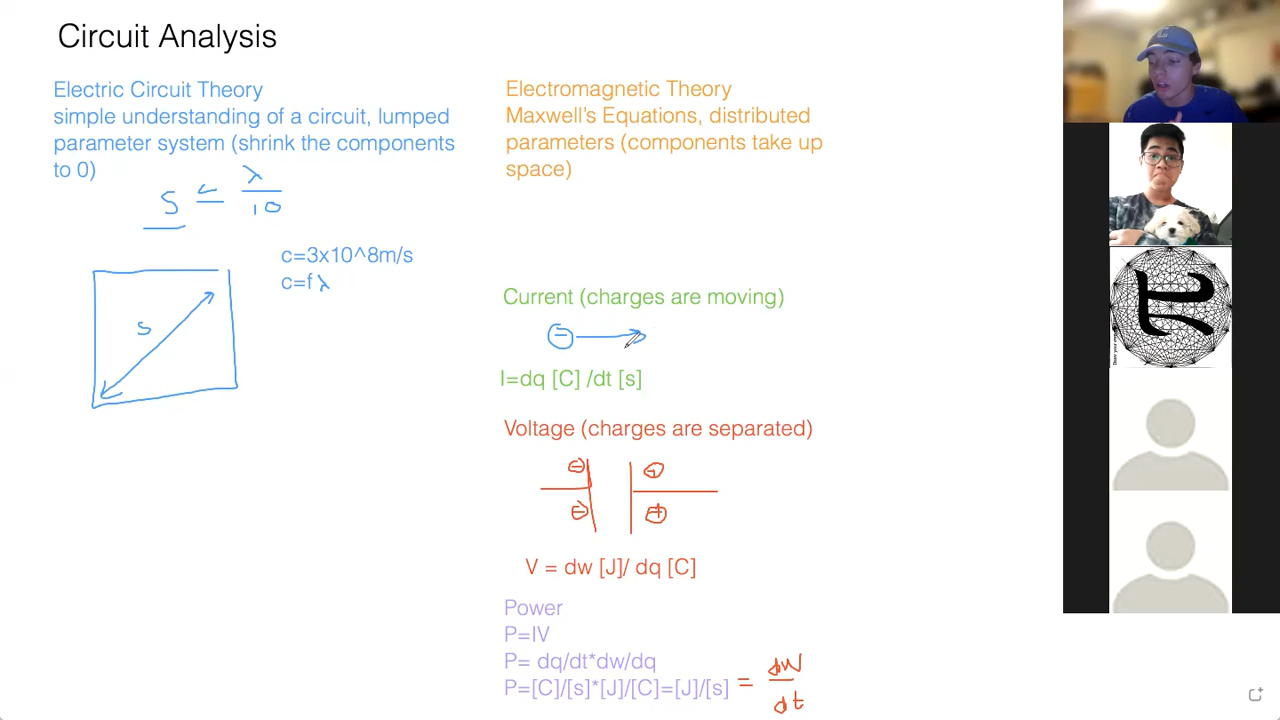 Circuit Analysis
Electric Circuit Theory
simple understanding of a circuit, lumped
parameter system (shrink the components
to 0)
S ≤ λ/10
c=3x10^8m/s
c=fλ
s
Electromagnetic Theory
Maxwell's Equations, distributed
parameters (components take up
space)
Current (charges are moving)
−
I=dq [C] /dt [s]
Voltage (charges are separated)
− +
− +
V = dw [J]/ dq [C]
Power
P=IV
P= dq/dt*dw/dq
P=[C]/[s]*[J]/[C]=[J]/[s] = dW/dt